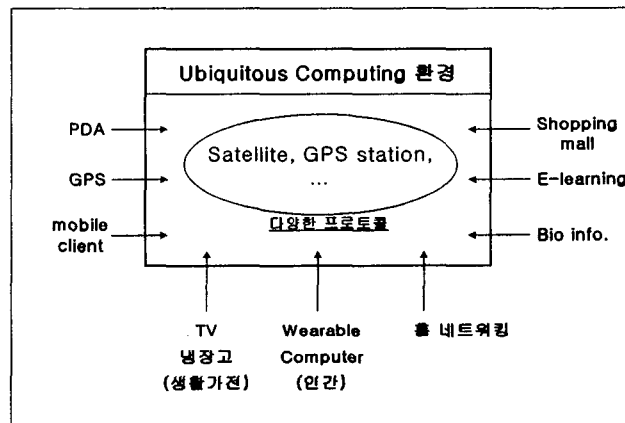 Ubiquitous Computing 환경
PDA
GPS
mobile
client
Satellite, GPS station,
...
다양한 프로토콜
Shopping
mall
E-learning
Bio info.
TV
냉장고
(생활가전)
Wearable
Computer
(인간)
홈 네트워킹